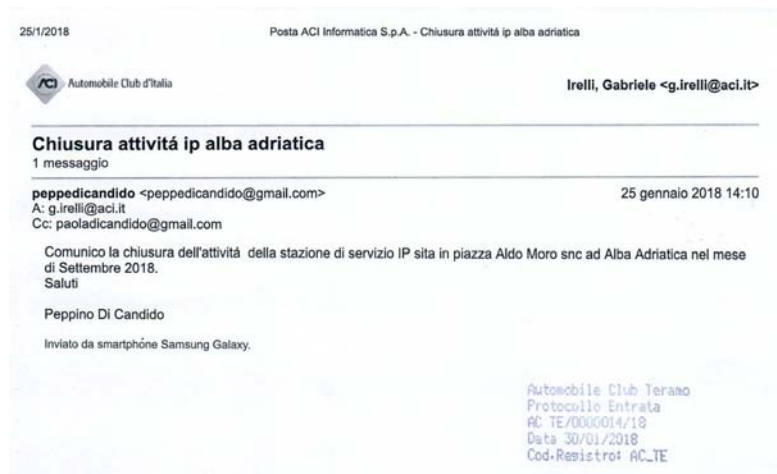 25/1/2018 Posta ACI Informatica S.p.A. - Chiusura attivitá ip alba adriatica
ACI Automobile Club d'Italia Irelli, Gabriele <g.irelli@aci.it>
Chiusura attivitá ip alba adriatica
1 messaggio
peppedicandido <peppedicandido@gmail.com> 25 gennaio 2018 14:10
A: g.irelli@aci.it
Cc: paoladicandido@gmail.com
Comunico la chiusura dell'attivitá della stazione di servizio IP sita in piazza Aldo Moro snc ad Alba Adriatica nel mese
di Settembre 2018.
Saluti
Peppino Di Candido
Inviato da smartphone Samsung Galaxy.
Automobile Club Teramo
Protocollo Entrata
AC TE/0000014/18
Data 30/01/2018
Cod.Registro: AC_TE